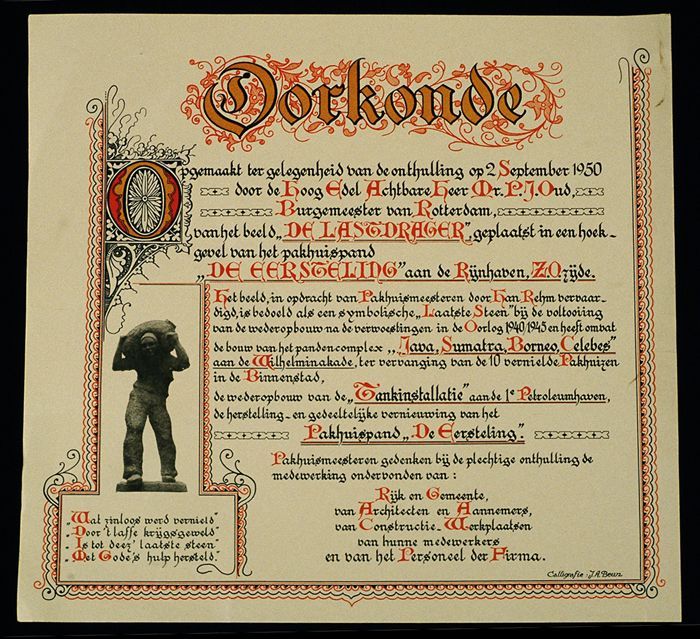 Oorkonde
Opgemaakt ter gelegenheid van de onthulling op 2 September 1950
door de Hoog Edel Achtbare Heer Mr. P.J. Oud,
Burgemeester van Rotterdam,
van het beeld „DE LASTDRAGER”, geplaatst in een hoek-
gevel van het pakhuispand
„DE EERSTELING” aan de Rijnhaven, Z.O. zijde.
Het beeld, in opdracht van Pakhuismeesteren door Han Rehm vervaar-
digd, is bedoeld als een symbolische „Laatste Steen” bij de voltooiing
van de wederopbouw na de verwoestingen in de Oorlog 1940/1945 en heeft omvat
de bouw van het pandencomplex „Java, Sumatra, Borneo, Celebes”
aan de Wilhelminakade, ter vervanging van de 10 vernielde Pakhuizen
in de Binnenstad,
de wederopbouw van de „Tankinstallatie” aan de 1e Petroleumhaven,
de herstelling- en gedeeltelijke vernieuwing van het
Pakhuispand „De Eersteling”.
Pakhuismeesteren gedenken bij de plechtige onthulling de
medewerking ondervonden van :
Rijk en Gemeente,
van Architecten en Aannemers,
van Constructie-Werkplaatsen
van hunne medewerkers
en van het Personeel der Firma.
„Wat zinloos werd vernield”
„Door 't laffe krijgsgeweld”
„Is tot deez' laatste steen”
„Met Gode's hulp hersteld.”
Calligrafie - J.A. Beun